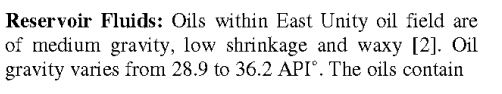 Reservoir Fluids: Oils within East Unity oil field are
of medium gravity, low shrinkage and waxy [2]. Oil
gravity varies from 28.9 to 36.2 API°. The oils contain